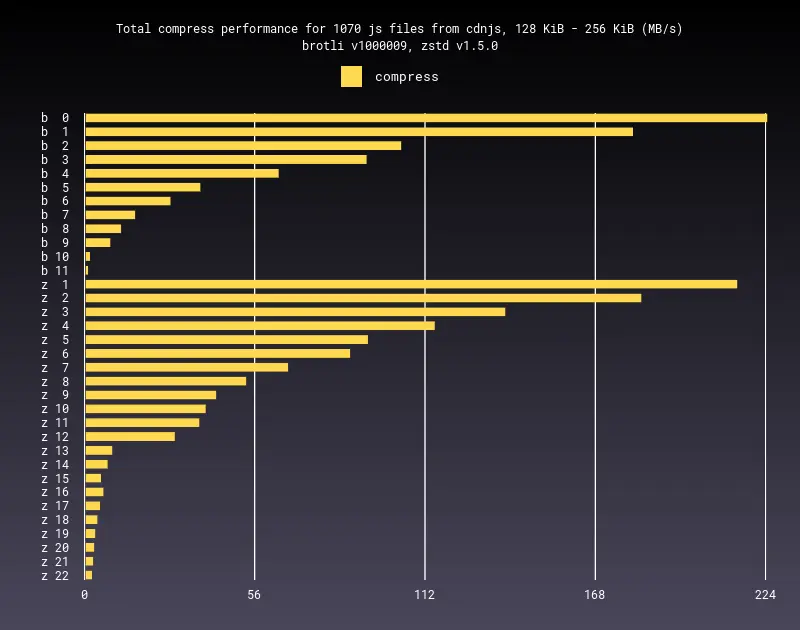 Total compress performance for 1070 js files from cdnjs, 128 KiB - 256 KiB (MB/s)
brotli v1000009, zstd v1.5.0
compress
b 0
b 1
b 2
b 3
b 4
b 5
b 6
b 7
b 8
b 9
b 10
b 11
z 1
z 2
z 3
z 4
z 5
z 6
z 7
z 8
z 9
z 10
z 11
z 12
z 13
z 14
z 15
z 16
z 17
z 18
z 19
z 20
z 21
z 22
0 56 112 168 224